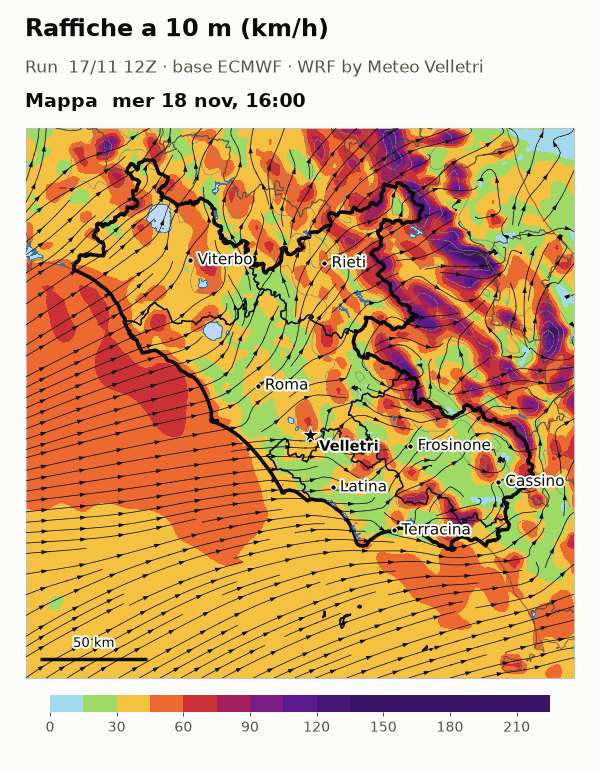 Raffiche a 10 m (km/h)
Run  17/11 12Z · base ECMWF · WRF by Meteo Velletri
Mappa  mer 18 nov, 16:00
Viterbo
Rieti
Roma
Velletri
Frosinone
Latina
Cassino
Terracina
50 km
0 30 60 90 120 150 180 210